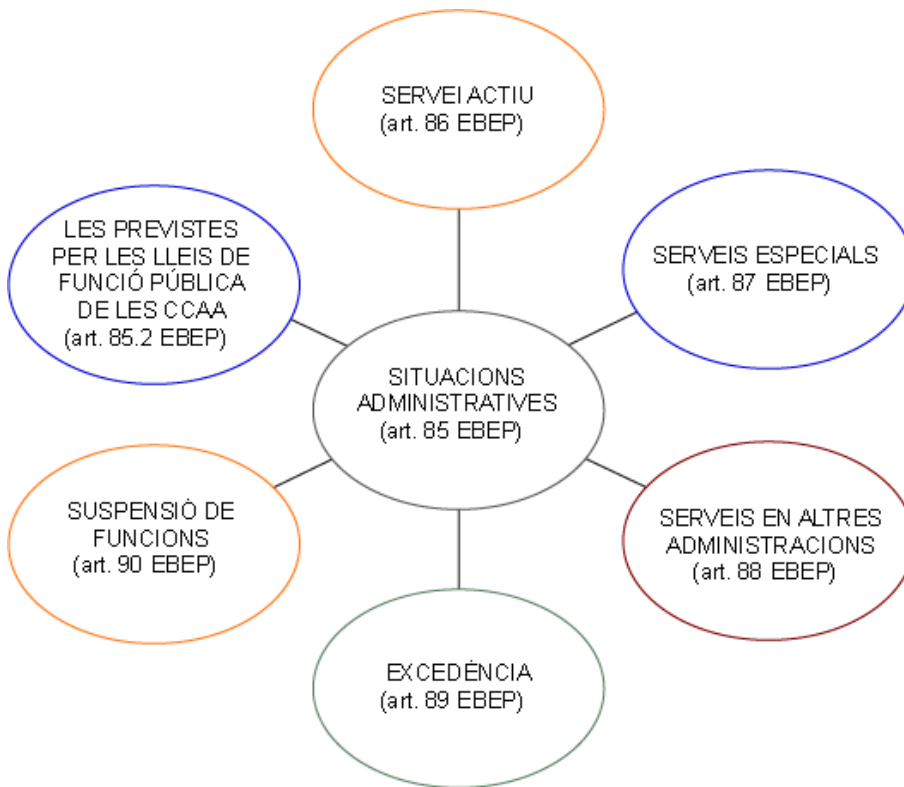 SERVEI ACTIU
(art. 86 EBEP)
LES PREVISTES
PER LES LLEIS DE
FUNCIÓ PÚBLICA
DE LES CCAA
(art. 85.2 EBEP)
SERVEIS ESPECIALS
(art. 87 EBEP)
SITUACIONS
ADMINISTRATIVES
(art. 85 EBEP)
SUSPENSIÓ DE
FUNCIONS
(art. 90 EBEP)
SERVEIS EN ALTRES
ADMINISTRACIONS
(art. 88 EBEP)
EXCEDÈNCIA
(art. 89 EBEP)